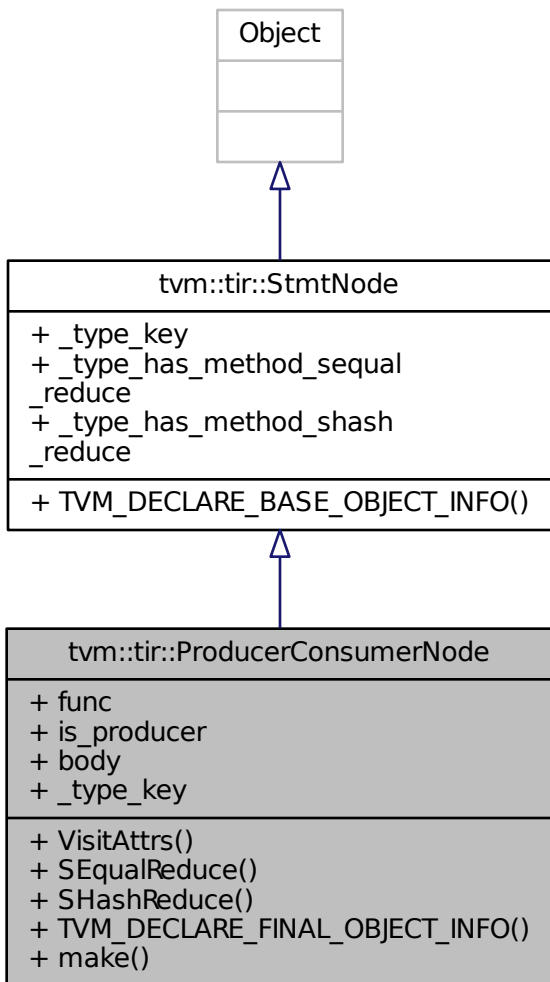 Object
tvm::tir::StmtNode
+ _type_key
+ _type_has_method_sequal
_reduce
+ _type_has_method_shash
_reduce
+ TVM_DECLARE_BASE_OBJECT_INFO()
tvm::tir::ProducerConsumerNode
+ func
+ is_producer
+ body
+ _type_key
+ VisitAttrs()
+ SEqualReduce()
+ SHashReduce()
+ TVM_DECLARE_FINAL_OBJECT_INFO()
+ make()